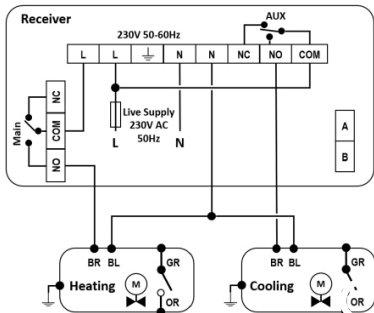 Receiver
AUX
230V 50-60Hz
L L N N NC NO COM
NC
COM
NO
Main
Live Supply
230V AC
50Hz
L N
A
B
BR BL GR
Heating M
OR
BR BL GR
Cooling M
OR